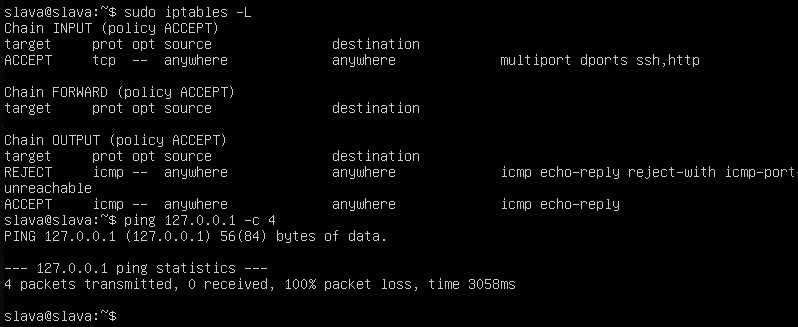 slava@slava:~$ sudo iptables -L
Chain INPUT (policy ACCEPT)
target     prot opt source               destination
ACCEPT     tcp  --  anywhere             anywhere             multiport dports ssh,http

Chain FORWARD (policy ACCEPT)
target     prot opt source               destination

Chain OUTPUT (policy ACCEPT)
target     prot opt source               destination
REJECT     icmp --  anywhere             anywhere             icmp echo-reply reject-with icmp-port-
unreachable
ACCEPT     icmp --  anywhere             anywhere             icmp echo-reply
slava@slava:~$ ping 127.0.0.1 -c 4
PING 127.0.0.1 (127.0.0.1) 56(84) bytes of data.

--- 127.0.0.1 ping statistics ---
4 packets transmitted, 0 received, 100% packet loss, time 3058ms

slava@slava:~$